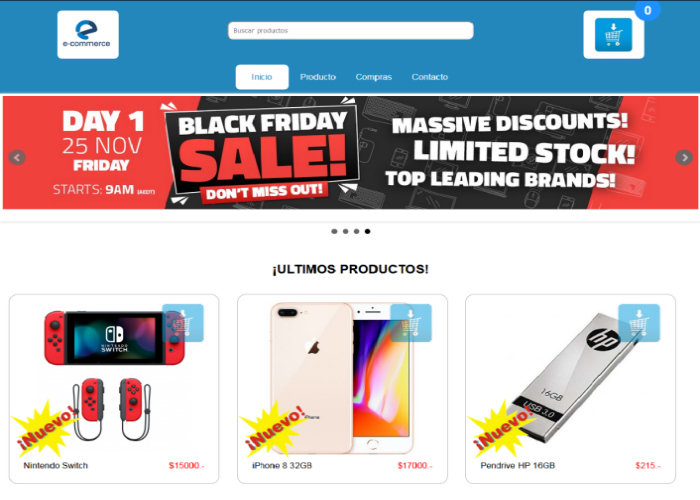 e-commerce
Buscar productos
0
Inicio
Producto
Compras
Contacto
DAY 1
25 NOV
FRIDAY
STARTS: 9AM (AEDT)
BLACK FRIDAY
SALE!
DON'T MISS OUT!
MASSIVE DISCOUNTS!
LIMITED STOCK!
TOP LEADING BRANDS!
¡ULTIMOS PRODUCTOS!
NINTENDO
SWITCH
¡Nuevo!
Nintendo Switch
$15000.-
iPhone
¡Nuevo!
iPhone 8 32GB
$17000.-
hp
16GB
USB 3.0
¡Nuevo!
Pendrive HP 16GB
$215.-